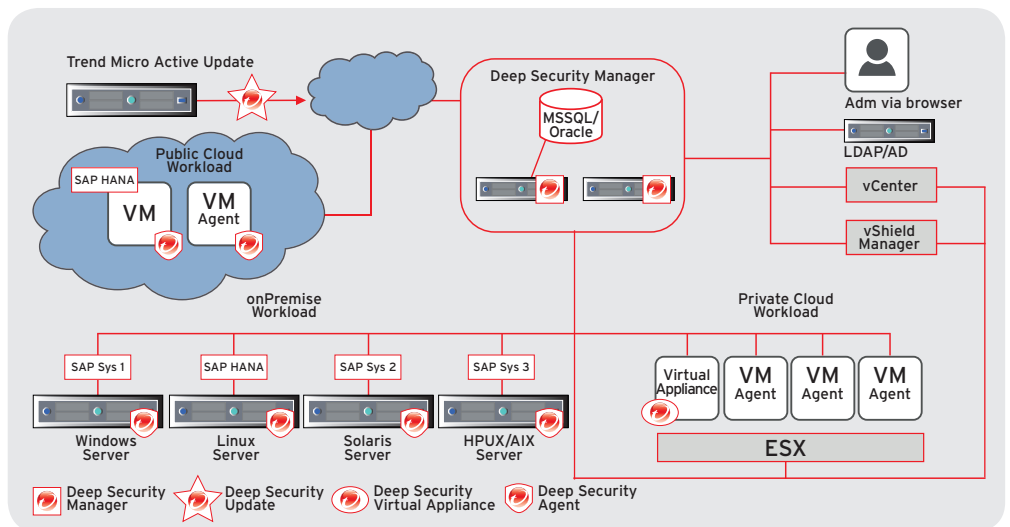 Trend Micro Active Update
Deep Security Manager
MSSQL/
Oracle
Adm via browser
LDAP/AD
vCenter
vShield
Manager
Public Cloud
Workload
SAP HANA
VM
VM
Agent
onPremise
Workload
Private Cloud
Workload
SAP Sys 1
SAP HANA
SAP Sys 2
SAP Sys 3
Windows
Server
Linux
Server
Solaris
Server
HPUX/AIX
Server
Virtual
Appliance
VM
Agent
VM
Agent
VM
Agent
ESX
Deep Security
Manager
Deep Security
Update
Deep Security
Virtual Appliance
Deep Security
Agent